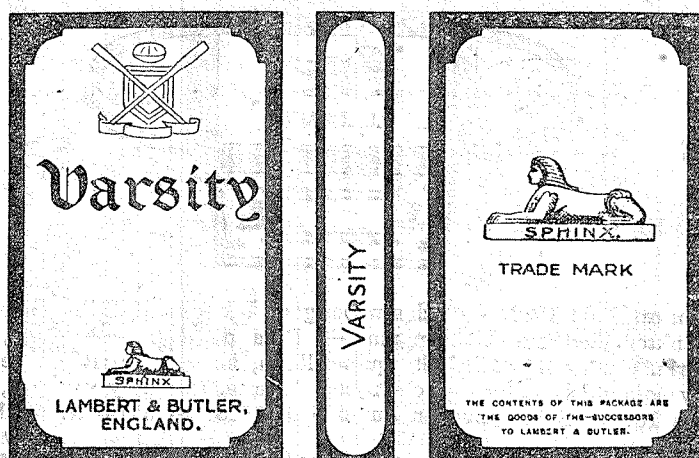 Varsity
SPHINX
LAMBERT & BUTLER,
ENGLAND.
VARSITY
SPHINX.
TRADE MARK
THE CONTENTS OF THIS PACKAGE ARE
THE GOODS OF THE SUCCESSORS
TO LAMBERT & BUTLER.